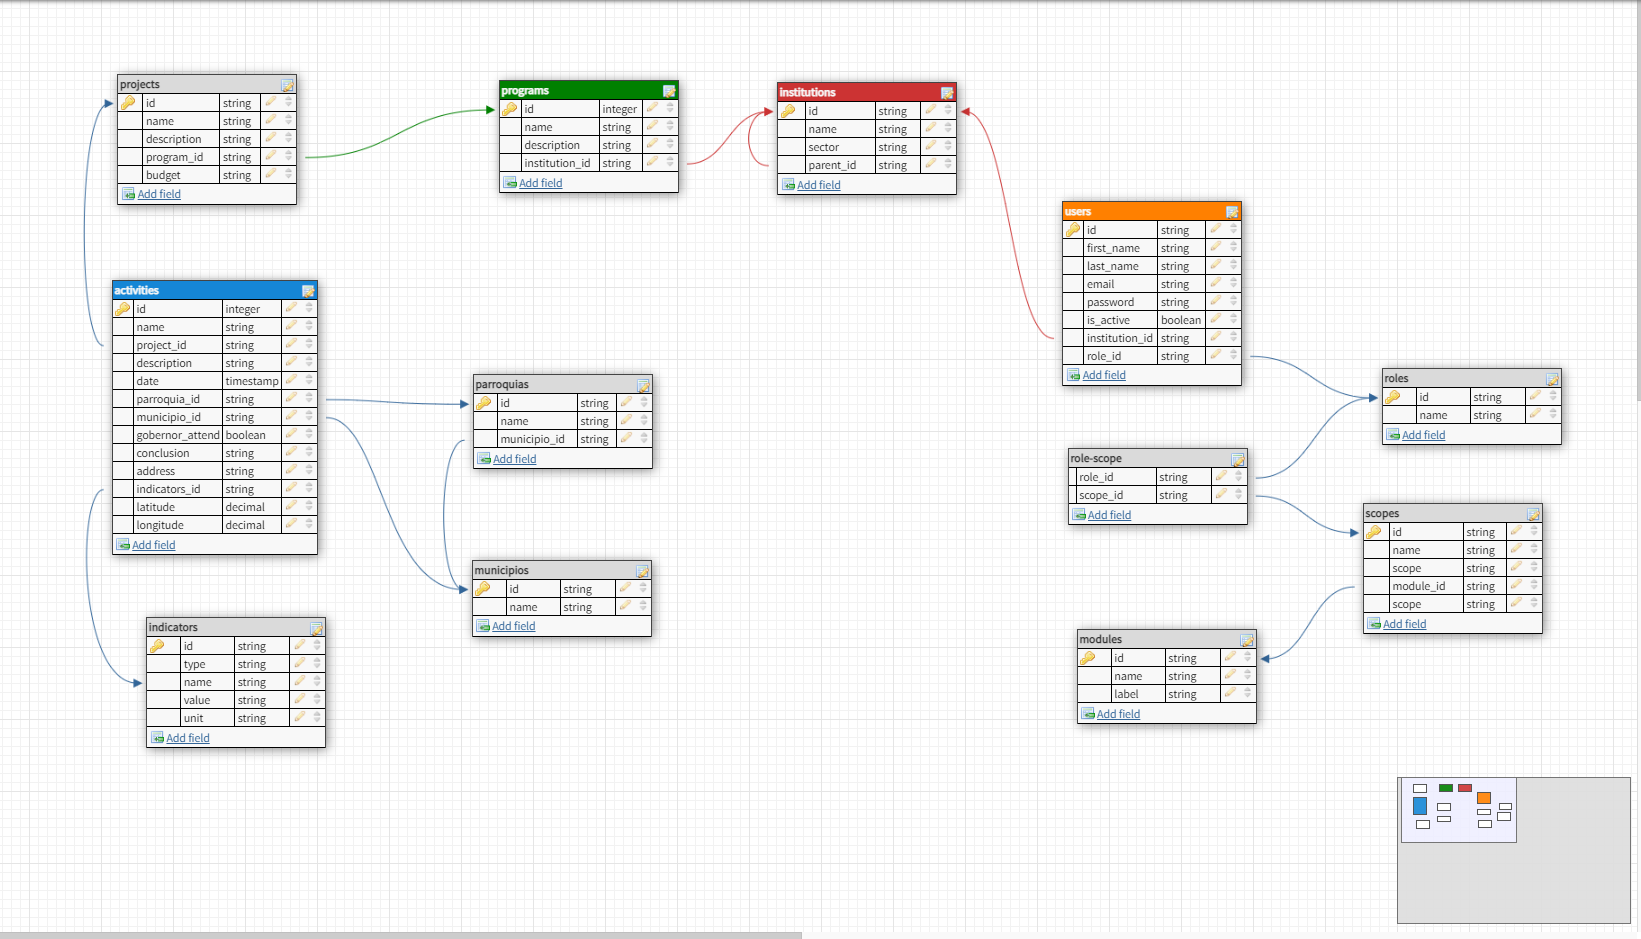 projects
id string
name string
description string
program_id string
budget string
Add field
programs
id integer
name string
description string
institution_id string
Add field
institutions
id string
name string
sector string
parent_id string
Add field
users
id string
first_name string
last_name string
email string
password string
is_active boolean
institution_id string
role_id string
Add field
activities
id integer
name string
project_id string
description string
date timestamp
parroquia_id string
municipio_id string
gobernor_attend boolean
conclusion string
address string
indicators_id string
latitude decimal
longitude decimal
Add field
parroquias
id string
name string
municipio_id string
Add field
roles
id string
name string
Add field
role-scope
role_id string
scope_id string
Add field
scopes
id string
name string
scope string
module_id string
scope string
Add field
municipios
id string
name string
Add field
indicators
id string
type string
name string
value string
unit string
Add field
modules
id string
name string
label string
Add field